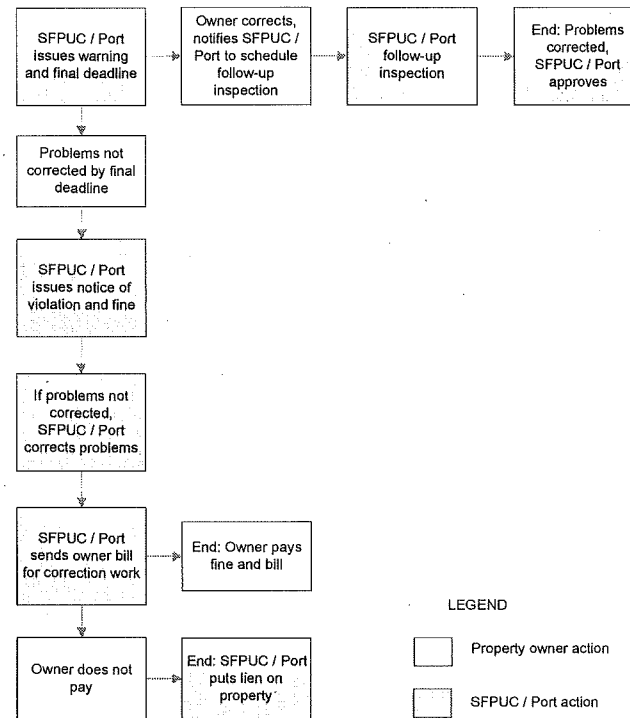 SFPUC / Port
issues warning
and final deadline
Owner corrects,
notifies SFPUC /
Port to schedule
follow-up
inspection
SFPUC / Port
follow-up
inspection
End: Problems
corrected,
SFPUC / Port
approves
Problems not
corrected by final
deadline
SFPUC / Port
issues notice of
violation and fine
If problems not
corrected,
SFPUC / Port
corrects problems
SFPUC / Port
sends owner bill
for correction work
End: Owner pays
fine and bill
Owner does not
pay
End: SFPUC / Port
puts lien on
property
LEGEND
Property owner action
SFPUC / Port action